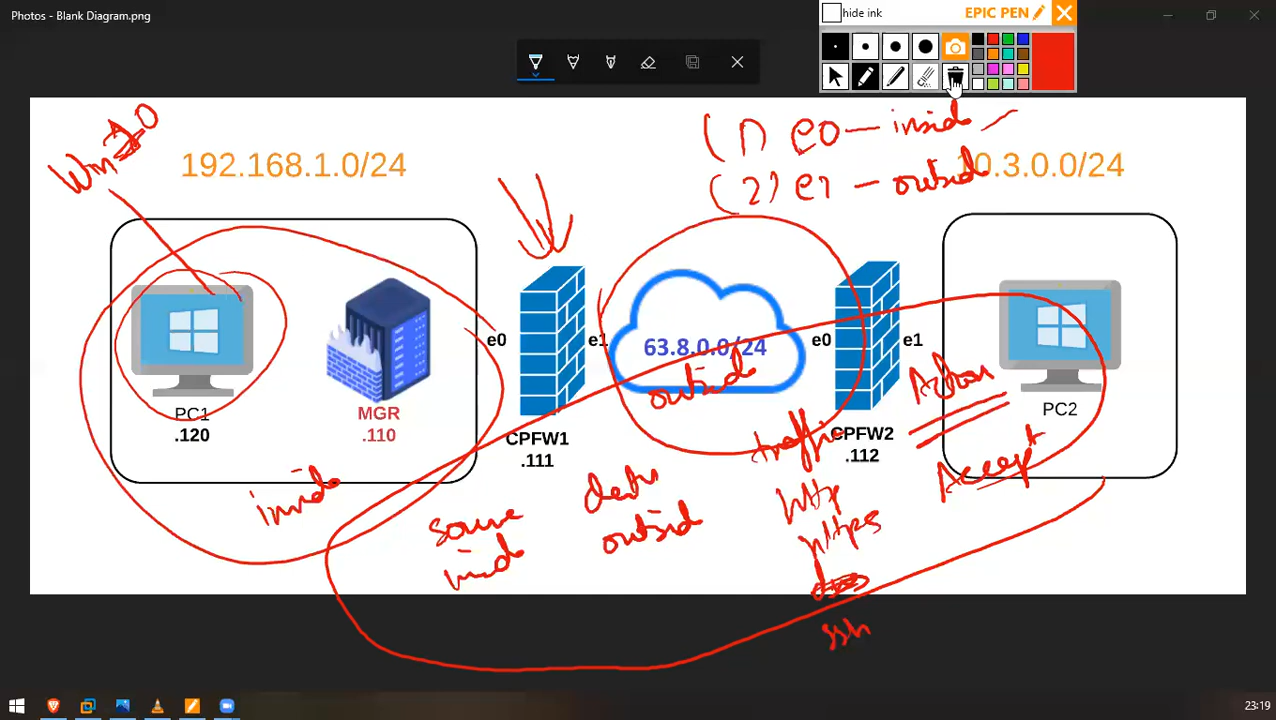 Photos - Blank Diagram.png
hide ink
EPIC PEN
Win10
192.168.1.0/24
(1) e0 — inside
(2) e1 — outside
10.3.0.0/24
e0
e1
63.8.0.0/24
outside
e0
e1
PC1
.120
MGR
.110
CPFW1
.111
CPFW2
.112
PC2
inside
source
inside
destn
outside
traffic
http
https
ssh
Action
Accept
23:19